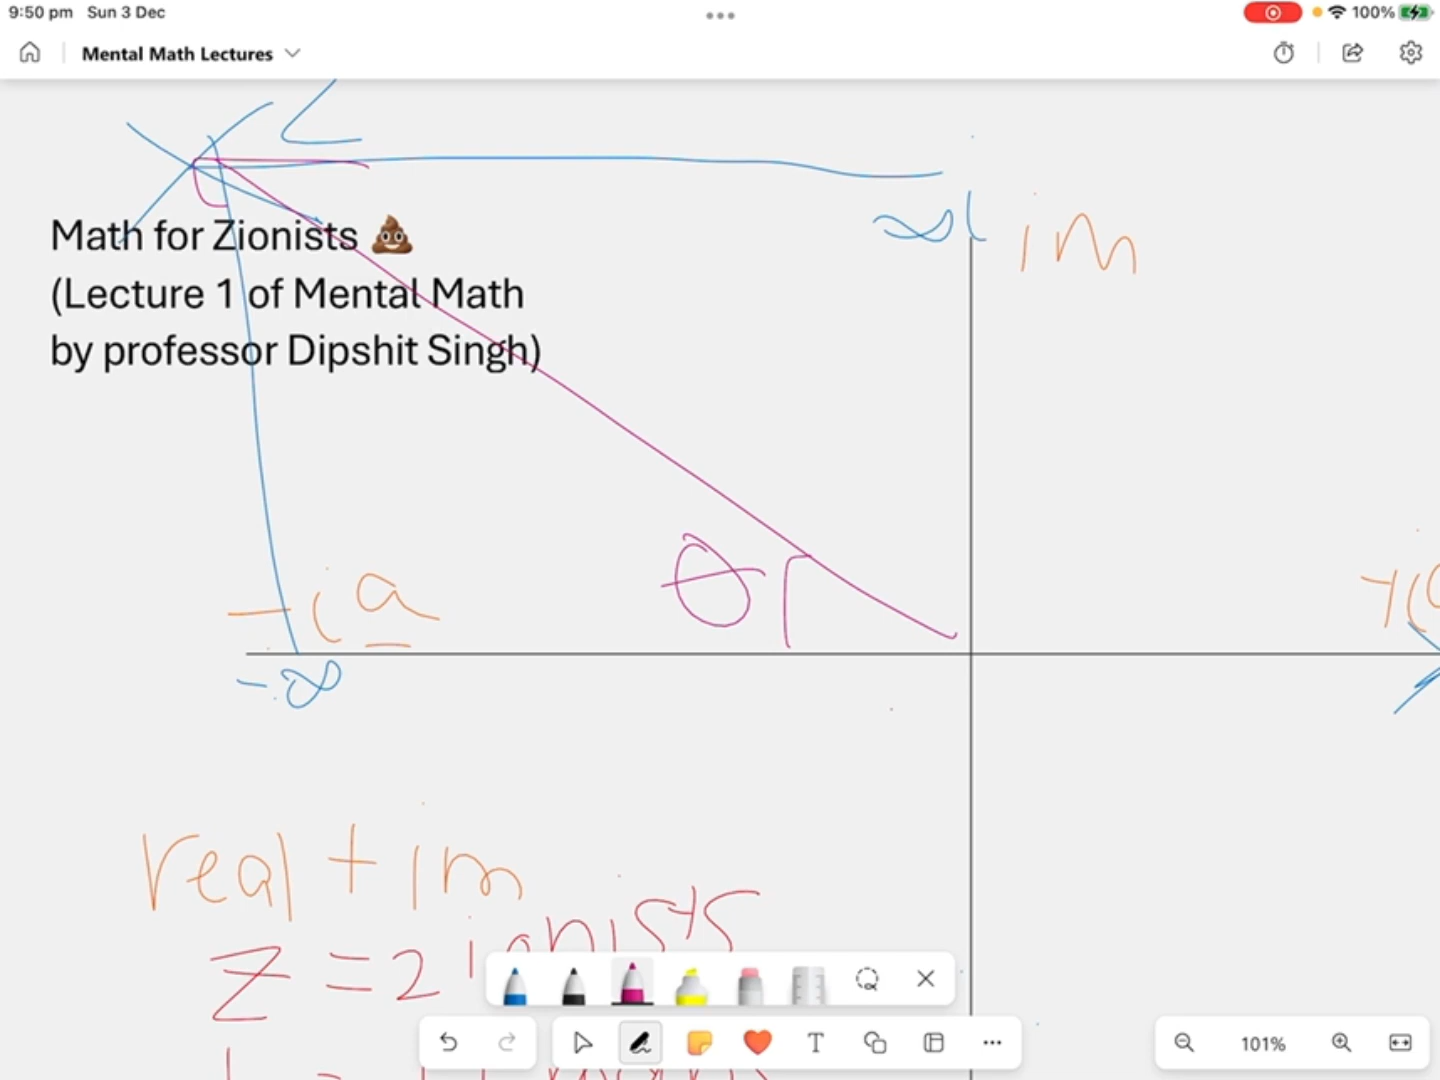 9:50 pm Sun 3 Dec
100%
Mental Math Lectures
∞
im
Math for Zionists 💩
(Lecture 1 of Mental Math
by professor Dipshit Singh)
θ
a
-∞
real + im
z = 2ionists
101%